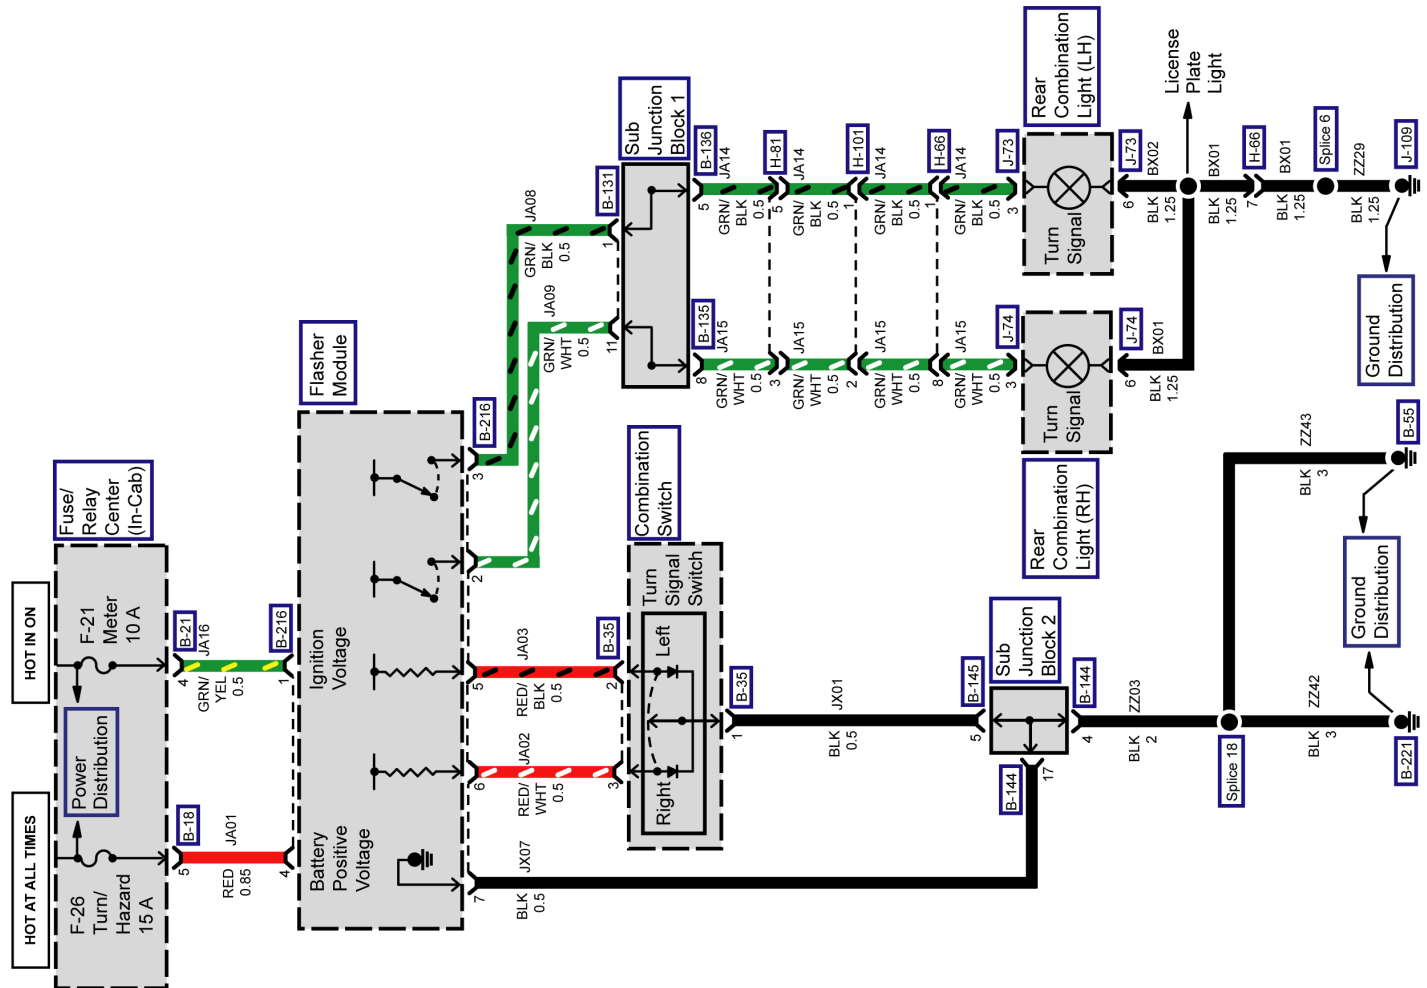 HOT AT ALL TIMES
HOT IN ON
F-26
Turn/
Hazard
15 A
Power
Distribution
F-21
Meter
10 A
Fuse/
Relay
Center
(In-Cab)
5
B-18
RED
0.85
JA01
4
4
B-21
GRN/
YEL
0.5
JA16
1
B-216
Battery
Positive
Voltage
Ignition
Voltage
Flasher
Module
7
6
5
2
3
B-216
BLK
0.5
JX07
RED/
WHT
0.5
JA02
RED/
BLK
0.5
JA03
GRN/
WHT
0.5
JA09
GRN/
BLK
0.5
JA08
3
2
B-35
11
1
B-131
Right
Left
Turn
Signal
Switch
Combination
Switch
Sub
Junction
Block 1
1
B-35
8
B-135
5
B-136
GRN/
WHT
0.5
JA15
GRN/
BLK
0.5
JA14
3
5
H-81
GRN/
WHT
0.5
JA15
GRN/
BLK
0.5
JA14
2
1
H-101
BLK
0.5
JX01
GRN/
WHT
0.5
JA15
GRN/
BLK
0.5
JA14
8
1
H-66
GRN/
WHT
0.5
JA15
GRN/
BLK
0.5
JA14
5
B-145
3
J-74
3
J-73
B-144
17
Sub
Junction
Block 2
Rear
Combination
Light (RH)
Turn
Signal
Turn
Signal
Rear
Combination
Light (LH)
4
B-144
6
J-74
6
J-73
BLK
2
ZZ03
BLK
1.25
BX01
BLK
1.25
BX02
License
Plate
Light
Splice 18
BLK
1.25
BX01
7
H-66
BLK
1.25
BX01
BLK
3
ZZ42
BLK
3
ZZ43
Splice 6
BLK
1.25
ZZ29
Ground
Distribution
Ground
Distribution
B-221
B-55
J-109